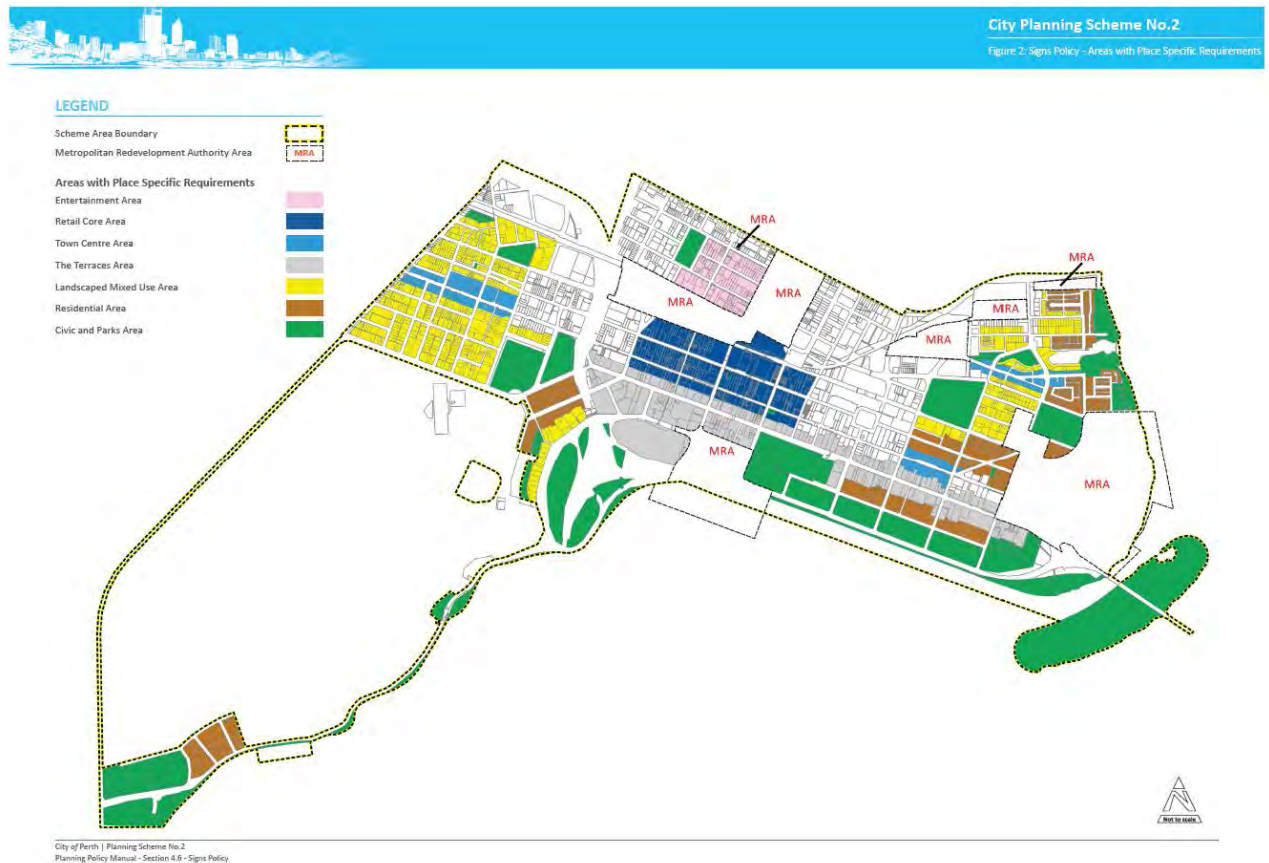 City Planning Scheme No.2
Figure 2: Signs Policy - Areas with Place Specific Requirements
LEGEND
Scheme Area Boundary
Metropolitan Redevelopment Authority Area
MRA
Areas with Place Specific Requirements
Entertainment Area
Retail Core Area
Town Centre Area
The Terraces Area
Landscaped Mixed Use Area
Residential Area
Civic and Parks Area
MRA
MRA
MRA
MRA
MRA
MRA
MRA
MRA
N
Not to scale
City of Perth | Planning Scheme No.2
Planning Policy Manual - Section 4.6 - Signs Policy